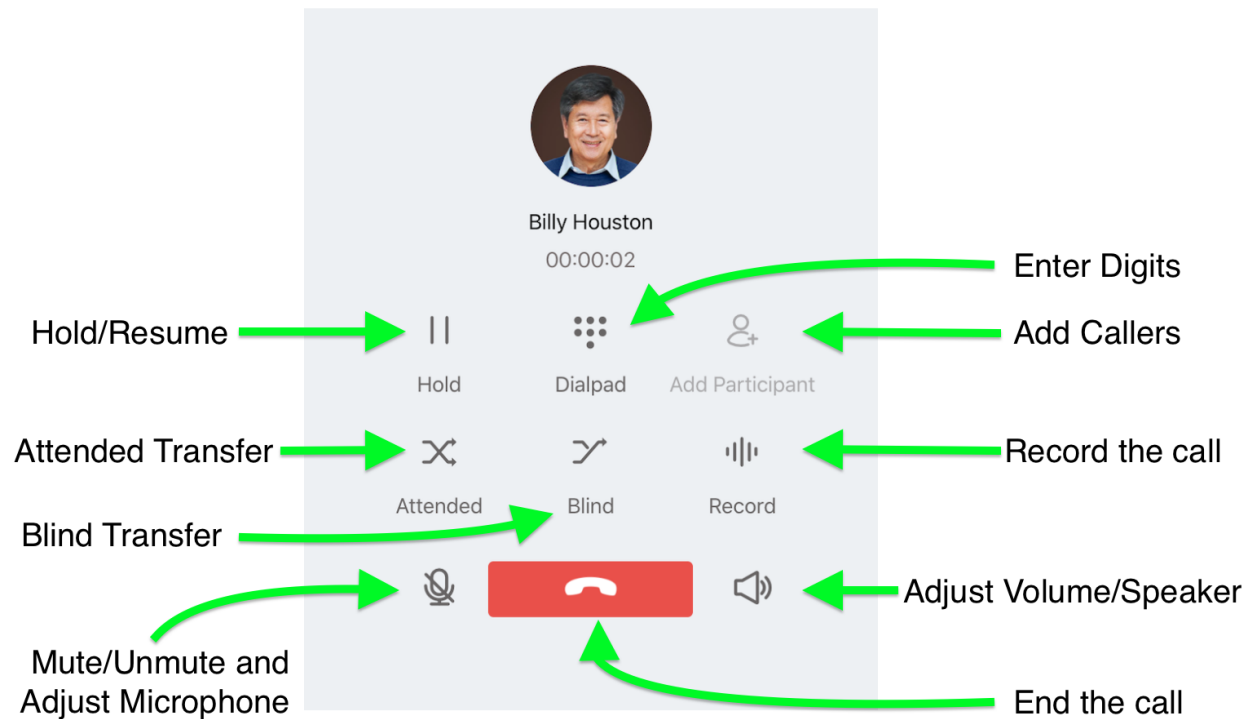 Billy Houston
00:00:02
Enter Digits
Hold/Resume
Add Callers
Hold
Dialpad
Add Participant
Attended Transfer
Record the call
Attended
Blind
Record
Blind Transfer
Adjust Volume/Speaker
Mute/Unmute and
Adjust Microphone
End the call